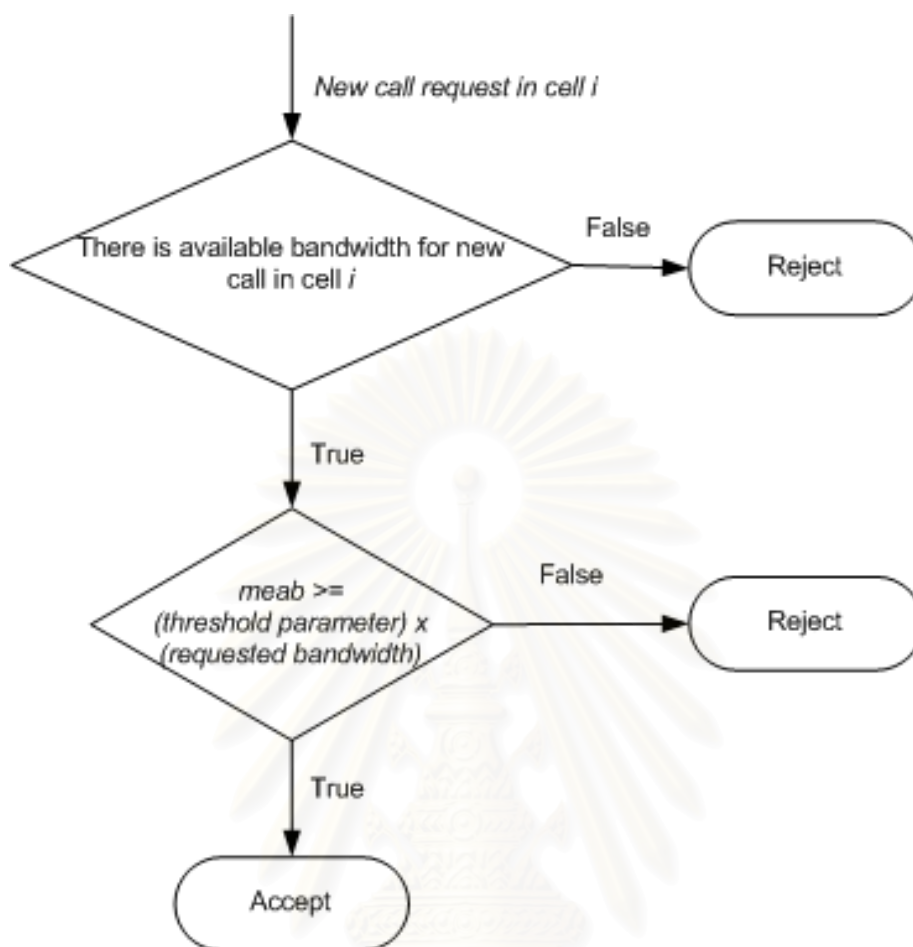 New call request in cell i
There is available bandwidth for new
call in cell i
False
Reject
True
meab >=
(threshold parameter) x
(requested bandwidth)
False
Reject
True
Accept